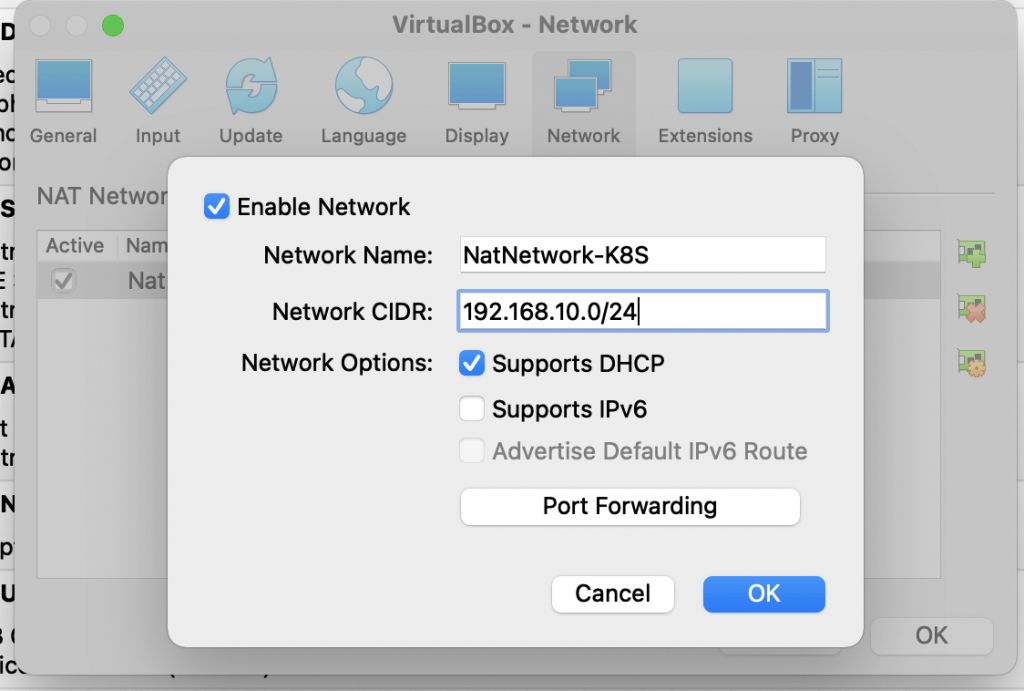 VirtualBox - Network
General Input Update Language Display Network Extensions Proxy
NAT Networ
Active Nam
Nat
Enable Network
Network Name: NatNetwork-K8S
Network CIDR: 192.168.10.0/24
Network Options: Supports DHCP
Supports IPv6
Advertise Default IPv6 Route
Port Forwarding
Cancel OK
OK